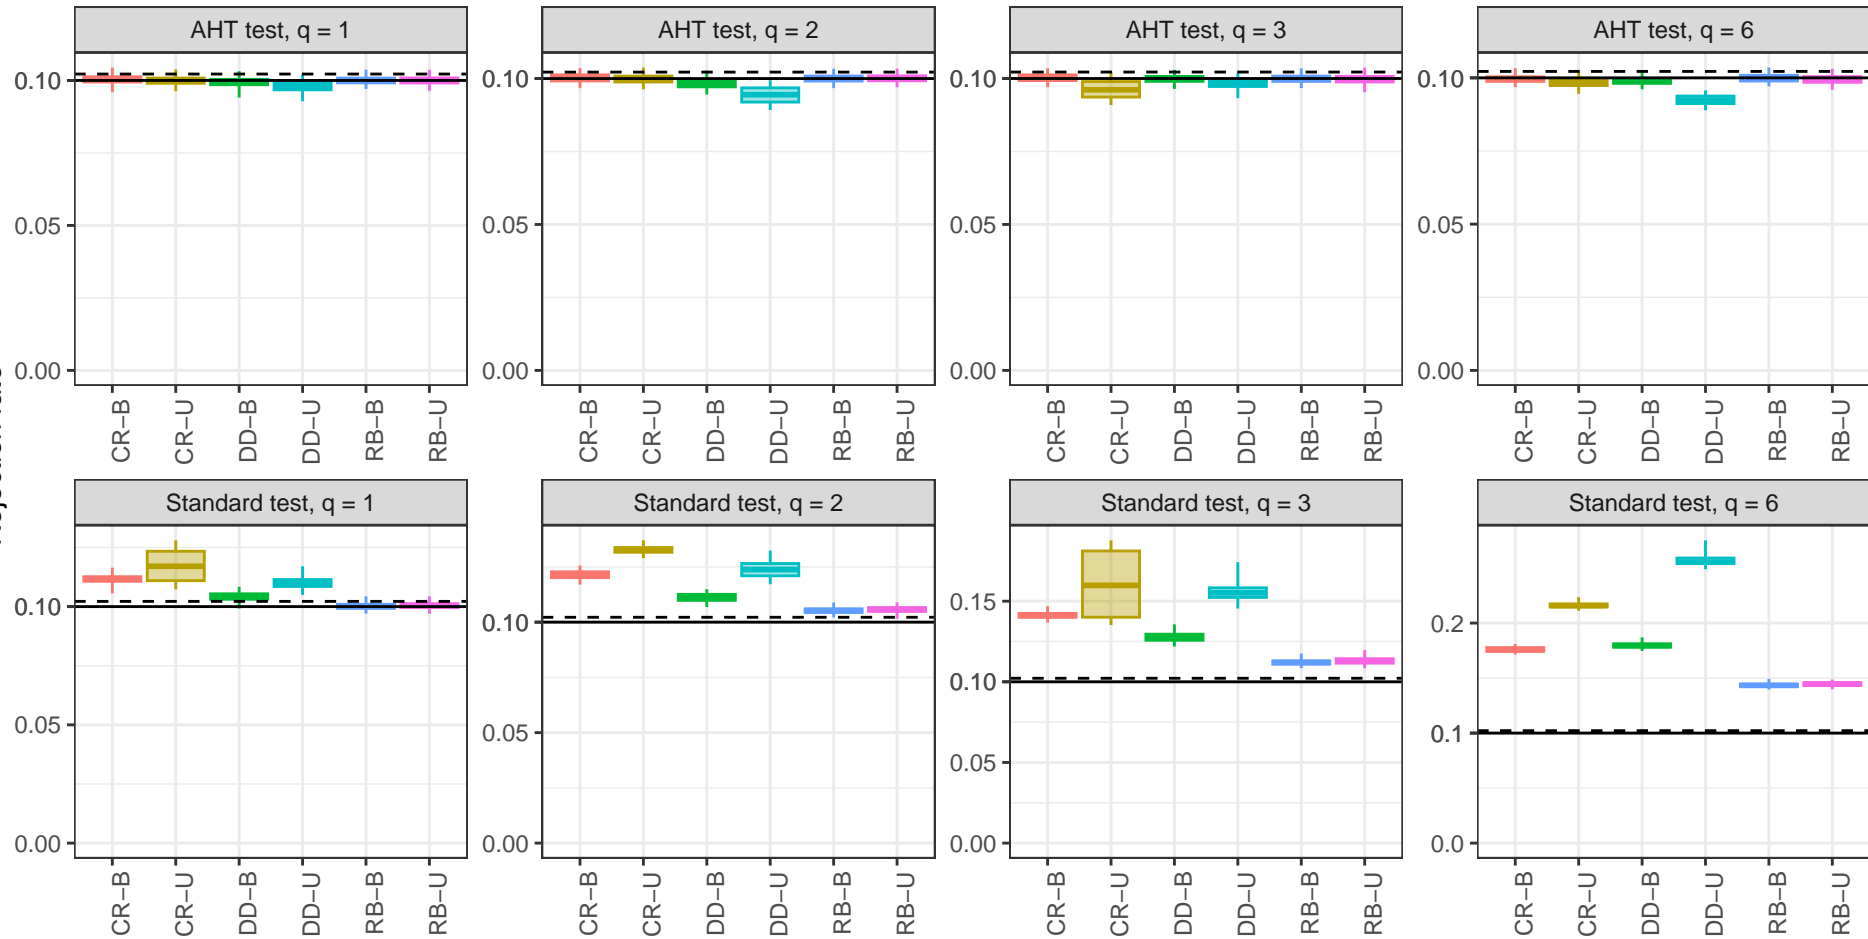 AHT test, q = 1
AHT test, q = 2
AHT test, q = 3
AHT test, q = 6
0.10
0.05
0.00
0.10
0.05
0.00
0.10
0.05
0.00
0.10
0.05
0.00
CR−B
CR−U
DD−B
DD−U
RB−B
RB−U
CR−B
CR−U
DD−B
DD−U
RB−B
RB−U
CR−B
CR−U
DD−B
DD−U
RB−B
RB−U
CR−B
CR−U
DD−B
DD−U
RB−B
RB−U
Standard test, q = 1
Standard test, q = 2
Standard test, q = 3
Standard test, q = 6
0.10
0.05
0.00
0.10
0.05
0.00
0.15
0.10
0.05
0.00
0.2
0.1
0.0
CR−B
CR−U
DD−B
DD−U
RB−B
RB−U
CR−B
CR−U
DD−B
DD−U
RB−B
RB−U
CR−B
CR−U
DD−B
DD−U
RB−B
RB−U
CR−B
CR−U
DD−B
DD−U
RB−B
RB−U